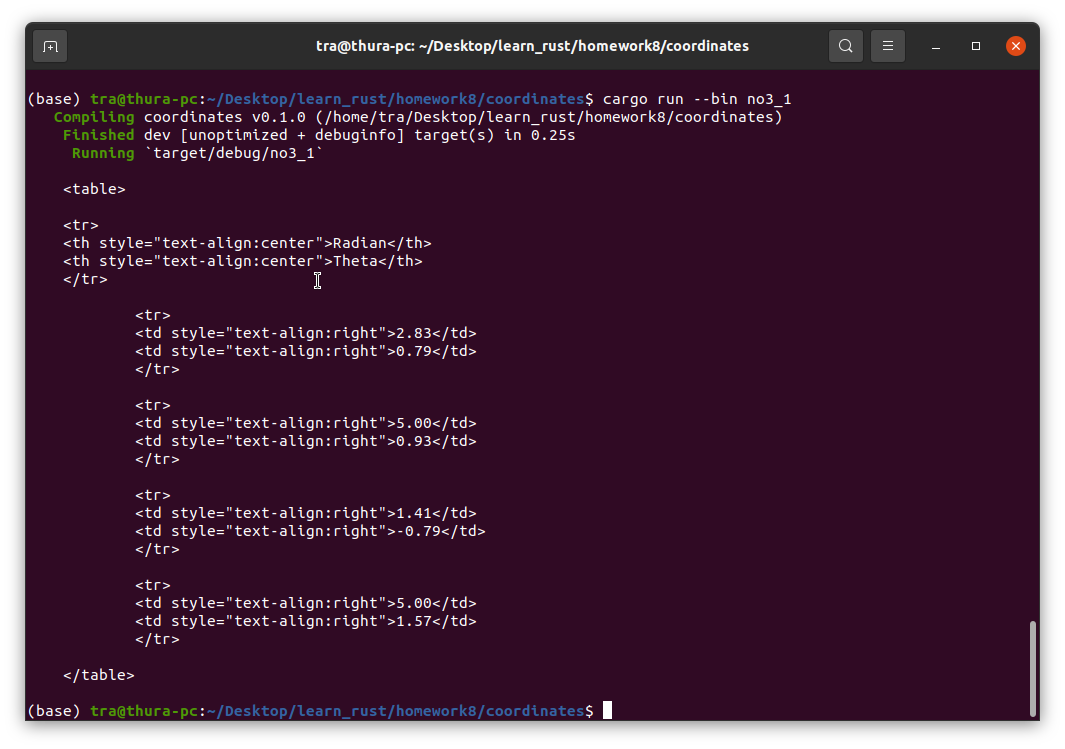 tra@thura-pc: ~/Desktop/learn_rust/homework8/coordinates
(base) tra@thura-pc:~/Desktop/learn_rust/homework8/coordinates$ cargo run --bin no3_1
   Compiling coordinates v0.1.0 (/home/tra/Desktop/learn_rust/homework8/coordinates)
    Finished dev [unoptimized + debuginfo] target(s) in 0.25s
     Running `target/debug/no3_1`
    <table>
    <tr>
    <th style="text-align:center">Radian</th>
    <th style="text-align:center">Theta</th>
    </tr>
            <tr>
            <td style="text-align:right">2.83</td>
            <td style="text-align:right">0.79</td>
            </tr>
            <tr>
            <td style="text-align:right">5.00</td>
            <td style="text-align:right">0.93</td>
            </tr>
            <tr>
            <td style="text-align:right">1.41</td>
            <td style="text-align:right">-0.79</td>
            </tr>
            <tr>
            <td style="text-align:right">5.00</td>
            <td style="text-align:right">1.57</td>
            </tr>
    </table>
(base) tra@thura-pc:~/Desktop/learn_rust/homework8/coordinates$